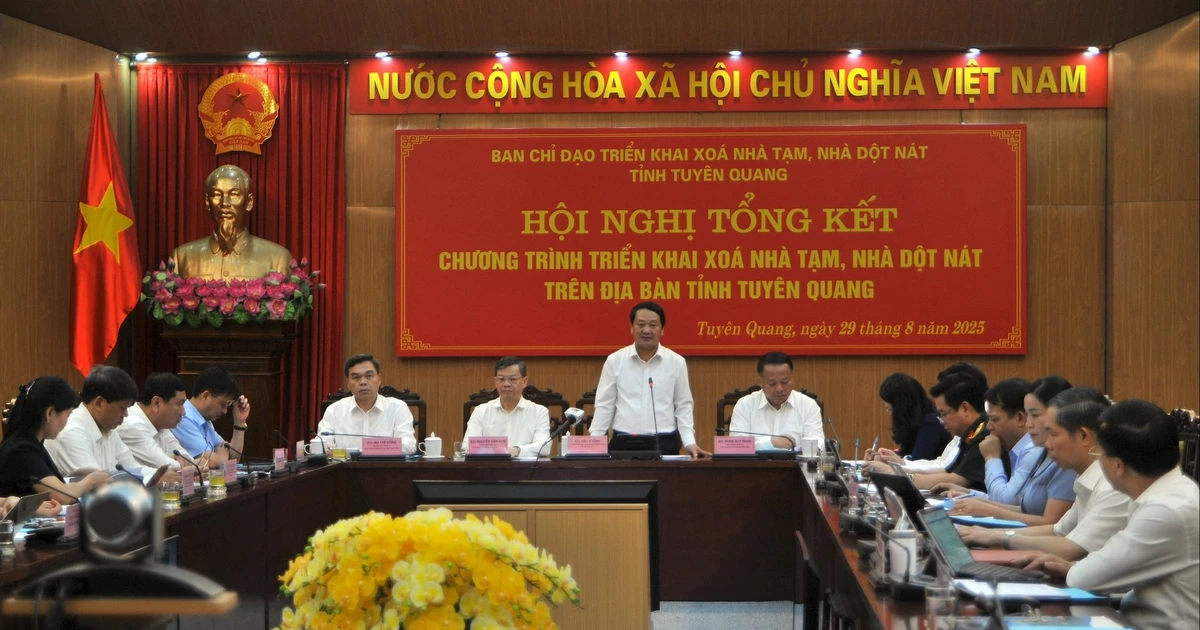 NƯỚC CỘNG HÒA XÃ HỘI CHỦ NGHĨA VIỆT NAM
BAN CHỈ ĐẠO TRIỂN KHAI XOÁ NHÀ TẠM, NHÀ DỘT NÁT
TỈNH TUYÊN QUANG
HỘI NGHỊ TỔNG KẾT
CHƯƠNG TRÌNH TRIỂN KHAI XOÁ NHÀ TẠM, NHÀ DỘT NÁT
TRÊN ĐỊA BÀN TỈNH TUYÊN QUANG
Tuyên Quang, ngày 29 tháng 8 năm 2025